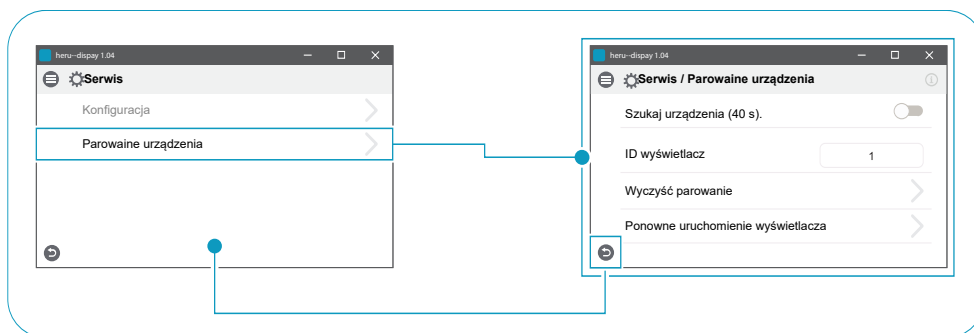 heru--dispay 1.04
Serwis
Konfiguracja
Parowaine urządzenia
heru--dispay 1.04
Serwis / Parowaine urządzenia
Szukaj urządzenia (40 s).
ID wyświetlacz
1
Wyczyść parowanie
Ponowne uruchomienie wyświetlacza